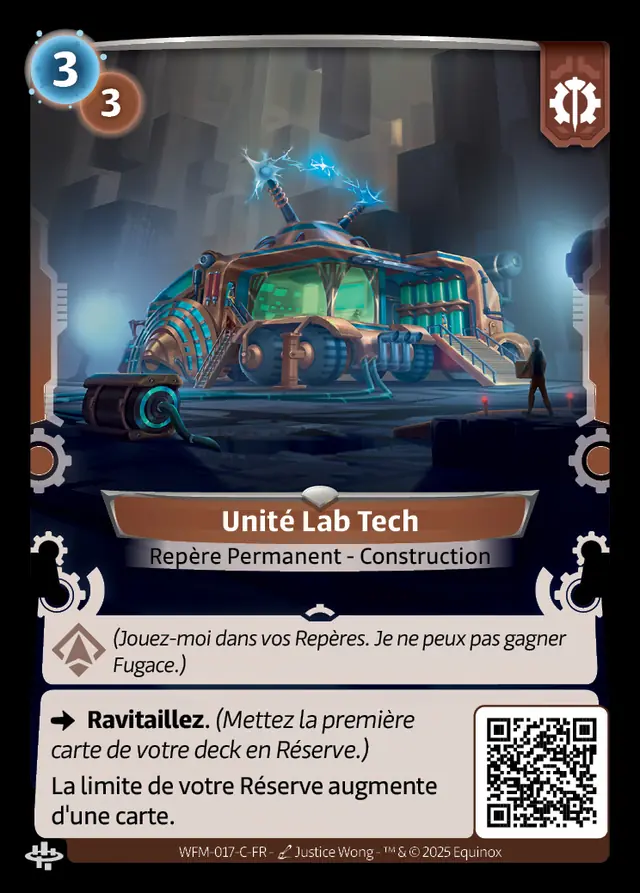 3
3
Unité Lab Tech
Repère Permanent - Construction
(Jouez-moi dans vos Repères. Je ne peux pas gagner
Fugace.)
Ravitaillez. (Mettez la première
carte de votre deck en Réserve.)
La limite de votre Réserve augmente
d'une carte.
WFM-017-C-FR - Justice Wong - ™ & © 2025 Equinox